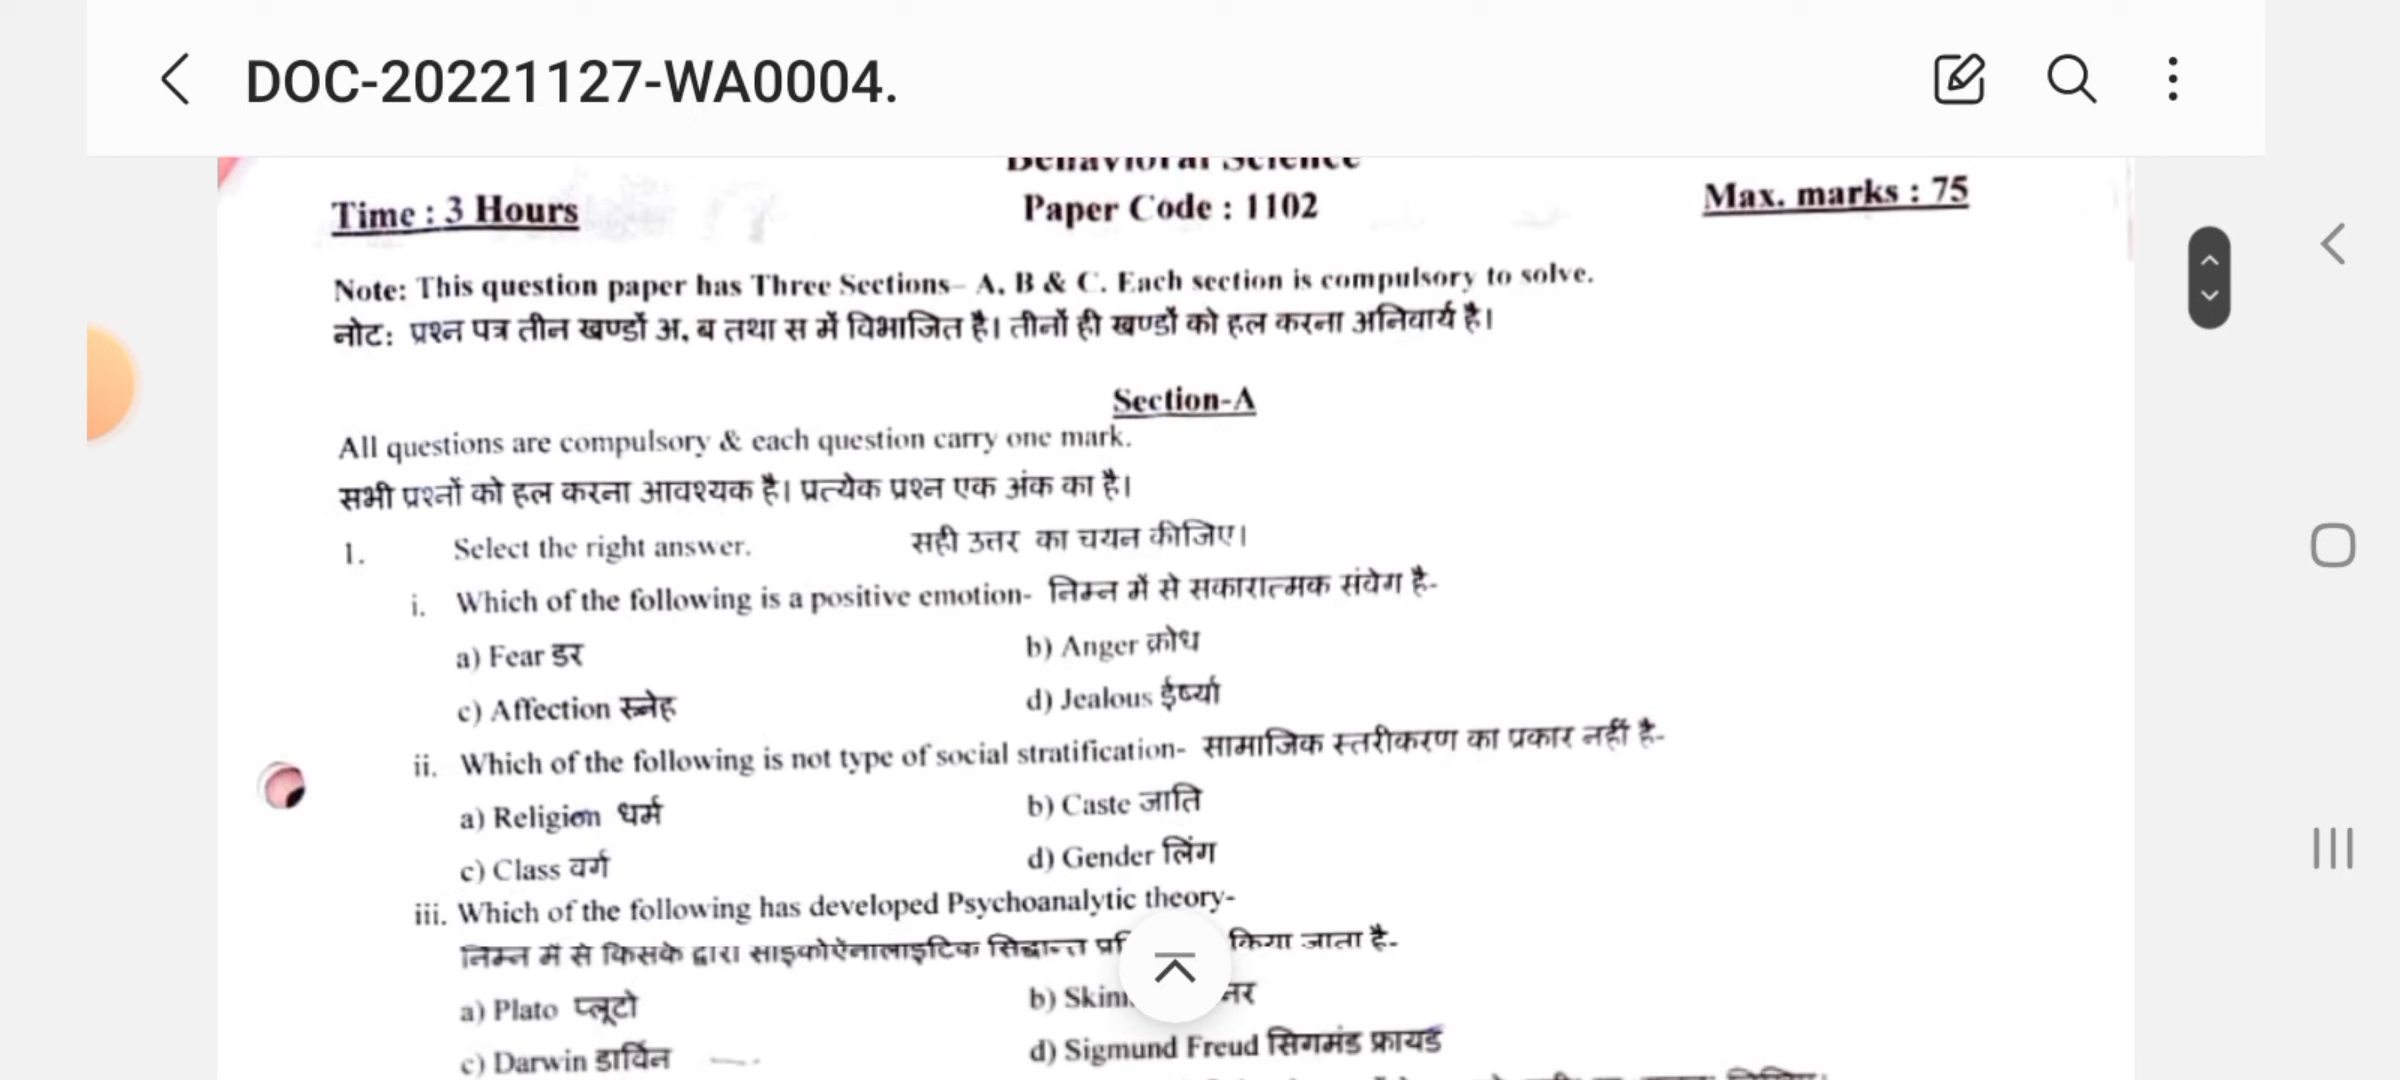 DOC-20221127-WA0004.
Behavioral Science
Time : 3 Hours Paper Code : 1102 Max. marks : 75
Note: This question paper has Three Sections– A, B & C. Each section is compulsory to solve.
नोट: प्रश्न पत्र तीन खण्डों अ, ब तथा स में विभाजित है। तीनों ही खण्डों को हल करना अनिवार्य है।
Section-A
All questions are compulsory & each question carry one mark.
सभी प्रश्नों को हल करना आवश्यक है। प्रत्येक प्रश्न एक अंक का है।
1. Select the right answer. सही उत्तर का चयन कीजिए।
i. Which of the following is a positive emotion- निम्न में से सकारात्मक संवेग है-
a) Fear डर b) Anger क्रोध
c) Affection स्नेह d) Jealous ईर्ष्या
ii. Which of the following is not type of social stratification- सामाजिक स्तरीकरण का प्रकार नहीं है-
a) Religion धर्म b) Caste जाति
c) Class वर्ग d) Gender लिंग
iii. Which of the following has developed Psychoanalytic theory-
निम्न में से किसके द्वारा साइकोऐनालाइटिक सिद्धान्त किया जाता है-
a) Plato प्लूटो b)
c) Darwin डार्विन d) Sigmund Freud सिगमंड फ्रायड